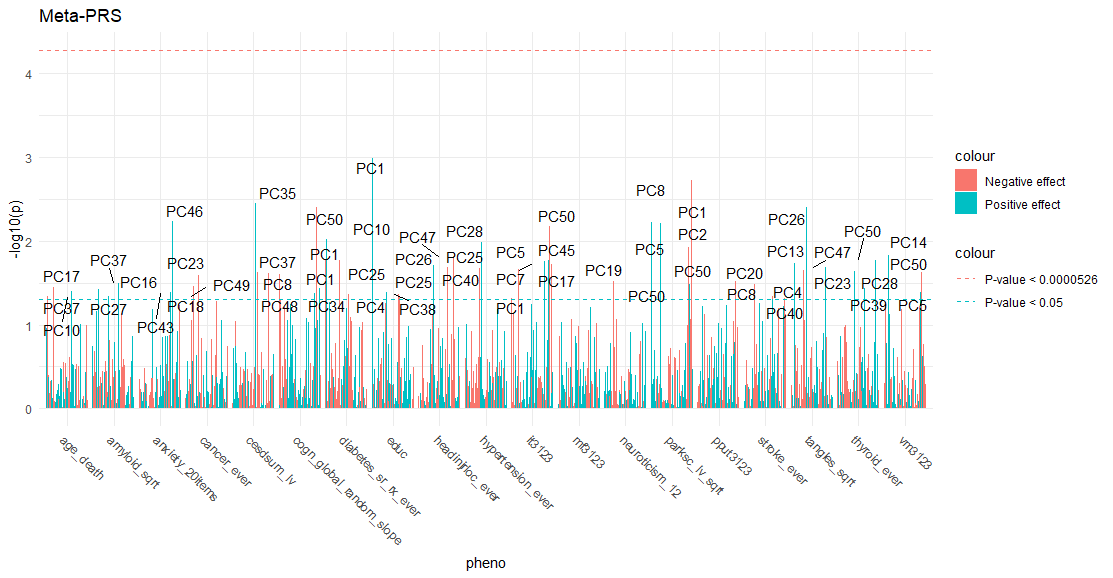 Meta-PRS
-log10(p)
4
3
2
1
0
PC1
PC8
PC35
PC46
PC50
PC50
PC1
PC26
PC10
PC28
PC2
PC50
PC47
PC14
PC5
PC5
PC45
PC13
PC47
PC37
PC23
PC37
PC1
PC26
PC25
PC50
PC17
PC16
PC49
PC8
PC1
PC25
PC25
PC40
PC7
PC17
PC19
PC50
PC20
PC23
PC28
PC37
PC27
PC18
PC48
PC34
PC4
PC38
PC1
PC50
PC8
PC4
PC40
PC39
PC5
PC10
PC43
age_death
amyloid_sqrt
anxiety_20items
cancer_ever
cesdsum_lv
cogn_global_random_slope
diabetes_sr_rx_ever
educ
headinjrloc_ever
hypertension_ever
it3123
mf3123
neuroticism_12
parksc_lv_sqrt
pput3123
stroke_ever
tangles_sqrt
thyroid_ever
vm3123
pheno
colour
Negative effect
Positive effect
colour
P-value < 0.0000526
P-value < 0.05